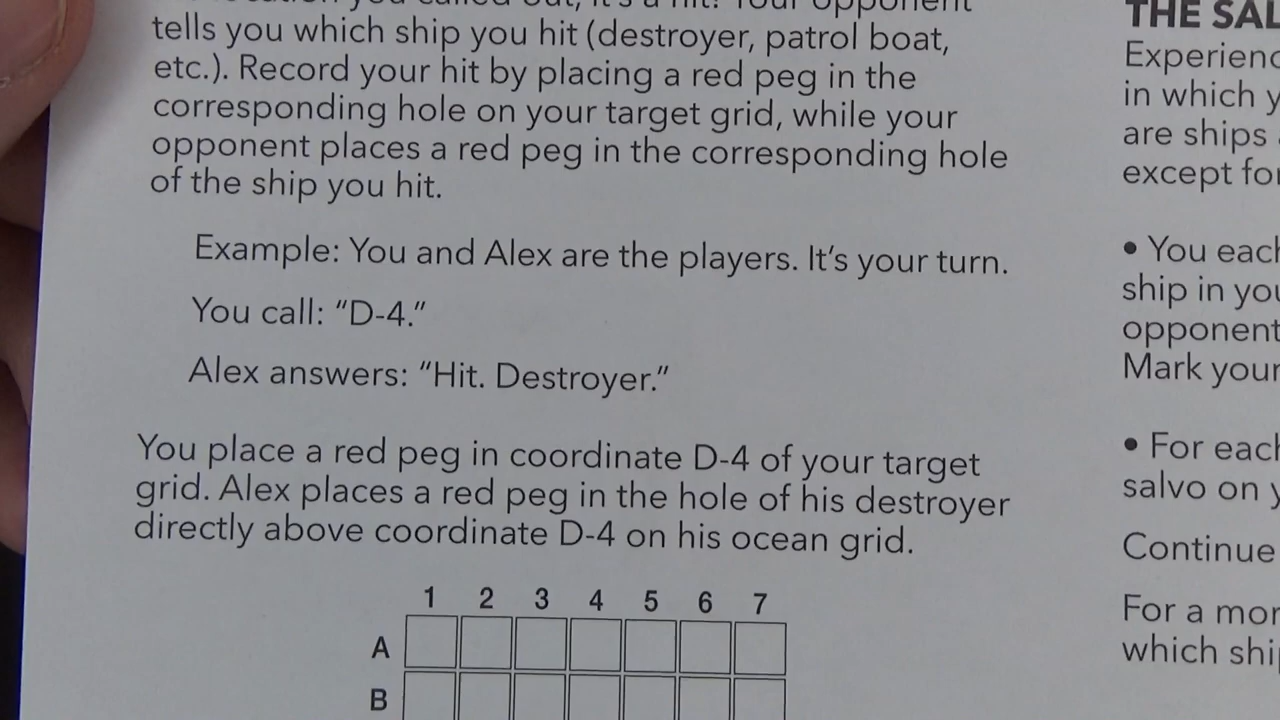 tells you which ship you hit (destroyer, patrol boat,
etc.). Record your hit by placing a red peg in the
corresponding hole on your target grid, while your
opponent places a red peg in the corresponding hole
of the ship you hit.
Example: You and Alex are the players. It's your turn.
You call: "D-4."
Alex answers: "Hit. Destroyer."
You place a red peg in coordinate D-4 of your target
grid. Alex places a red peg in the hole of his destroyer
directly above coordinate D-4 on his ocean grid.
1 2 3 4 5 6 7
A
B
THE SAL
Experienc
in which y
are ships
except for
• You each
ship in you
opponent
Mark your
• For each
salvo on y
Continue
For a mor
which ship